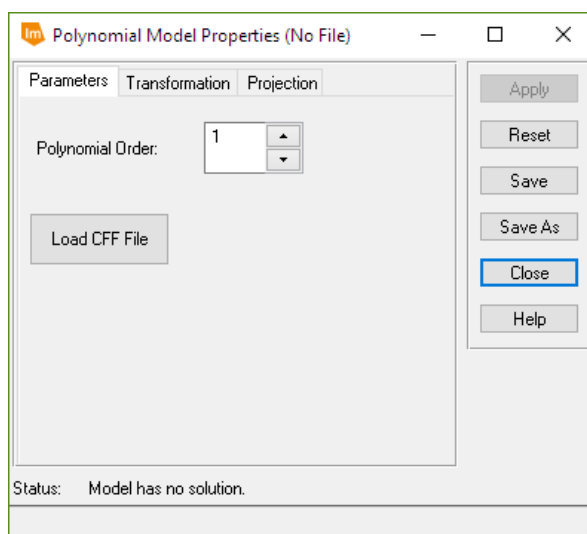 Im Polynomial Model Properties (No File)
Parameters Transformation Projection
Polynomial Order: 1
Load CFF File
Apply
Reset
Save
Save As
Close
Help
Status: Model has no solution.